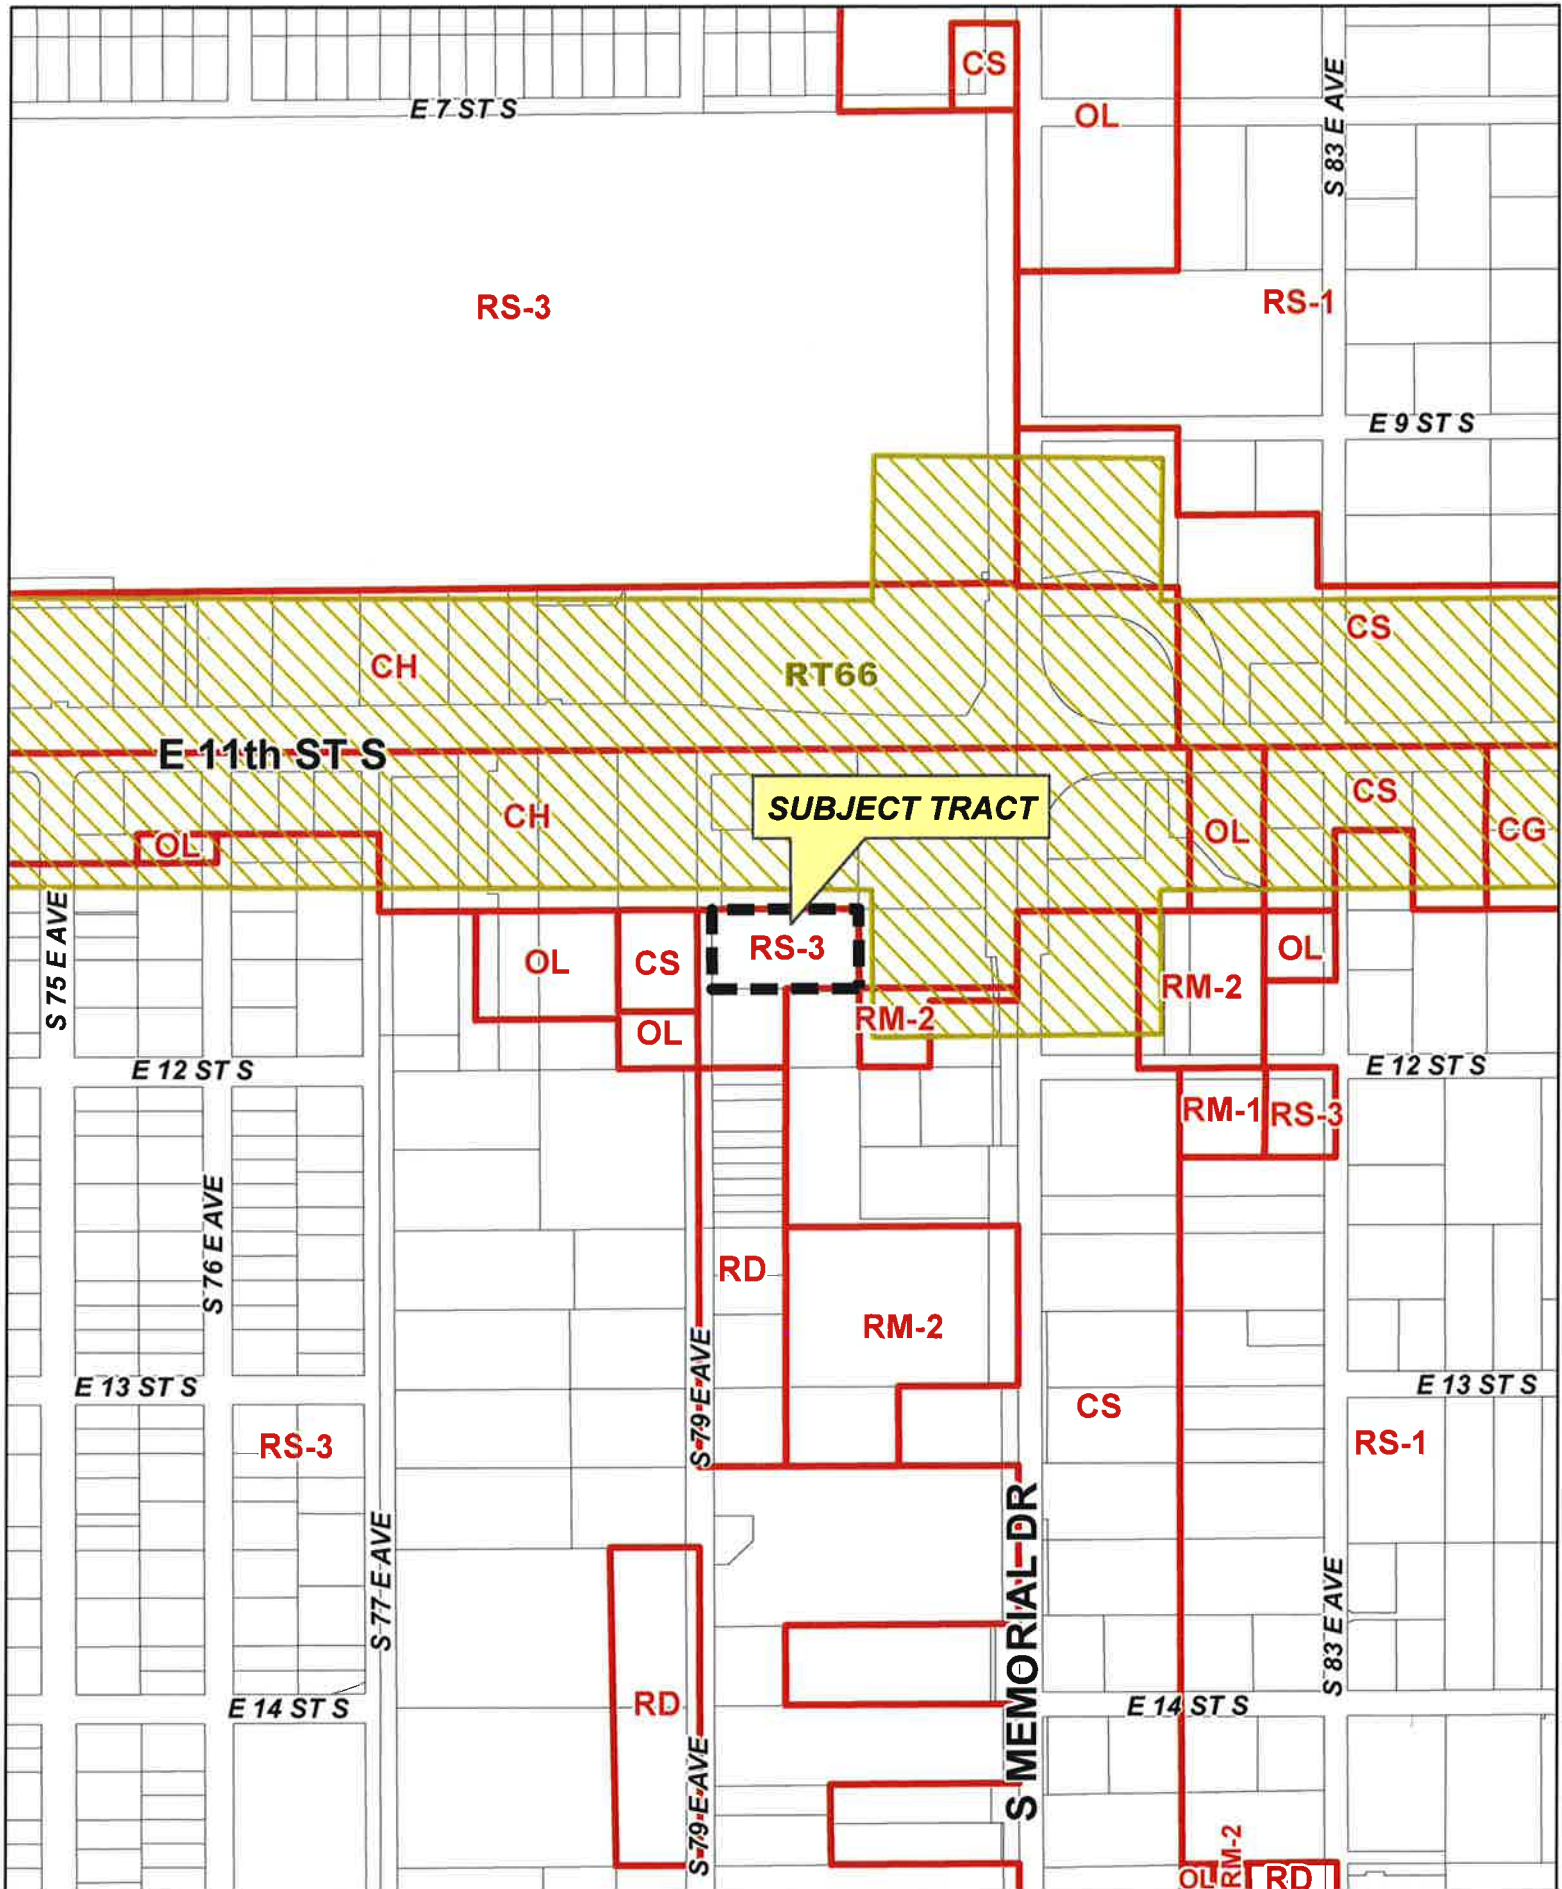 CS
E 7 ST S
OL
S 83 E AVE
RS-3
RS-1
E 9 ST S
CS
CH
RT66
E 11th ST S
CS
CH
SUBJECT TRACT
OL
OL
CG
S 75 E AVE
OL
CS
RS-3
OL
RM-2
RM-2
OL
E 12 ST S
E 12 ST S
RM-1
RS-3
S 76 E AVE
RD
RM-2
S 79 E AVE
E 13 ST S
E 13 ST S
CS
RS-3
RS-1
S 77 E AVE
S MEMORIAL DR
S 83 E AVE
RD
E 14 ST S
E 14 ST S
S 79 E AVE
RM-2
OL
RD